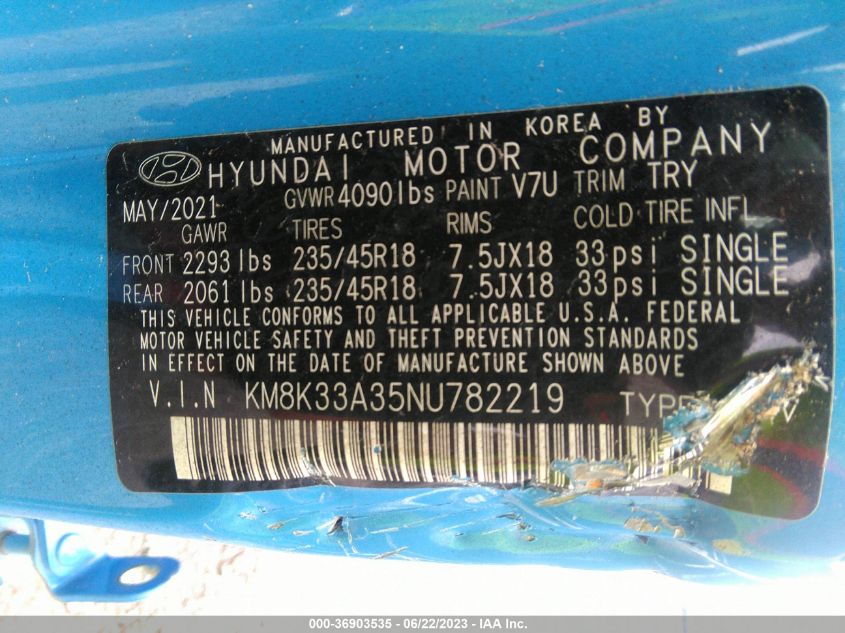 MANUFACTURED IN KOREA BY
HYUNDAI MOTOR COMPANY
MAY/2021 GVWR 4090 lbs PAINT V7U TRIM TRY
GAWR TIRES RIMS COLD TIRE INFL
FRONT 2293 lbs 235/45R18 7.5JX18 33psi SINGLE
REAR 2061 lbs 235/45R18 7.5JX18 33psi SINGLE
THIS VEHICLE CONFORMS TO ALL APPLICABLE U.S.A. FEDERAL
MOTOR VEHICLE SAFETY AND THEFT PREVENTION STANDARDS
IN EFFECT ON THE DATE OF MANUFACTURE SHOWN ABOVE
V.I.N KM8K33A35NU782219 TYPE
000-36903535 - 06/22/2023 - IAA Inc.